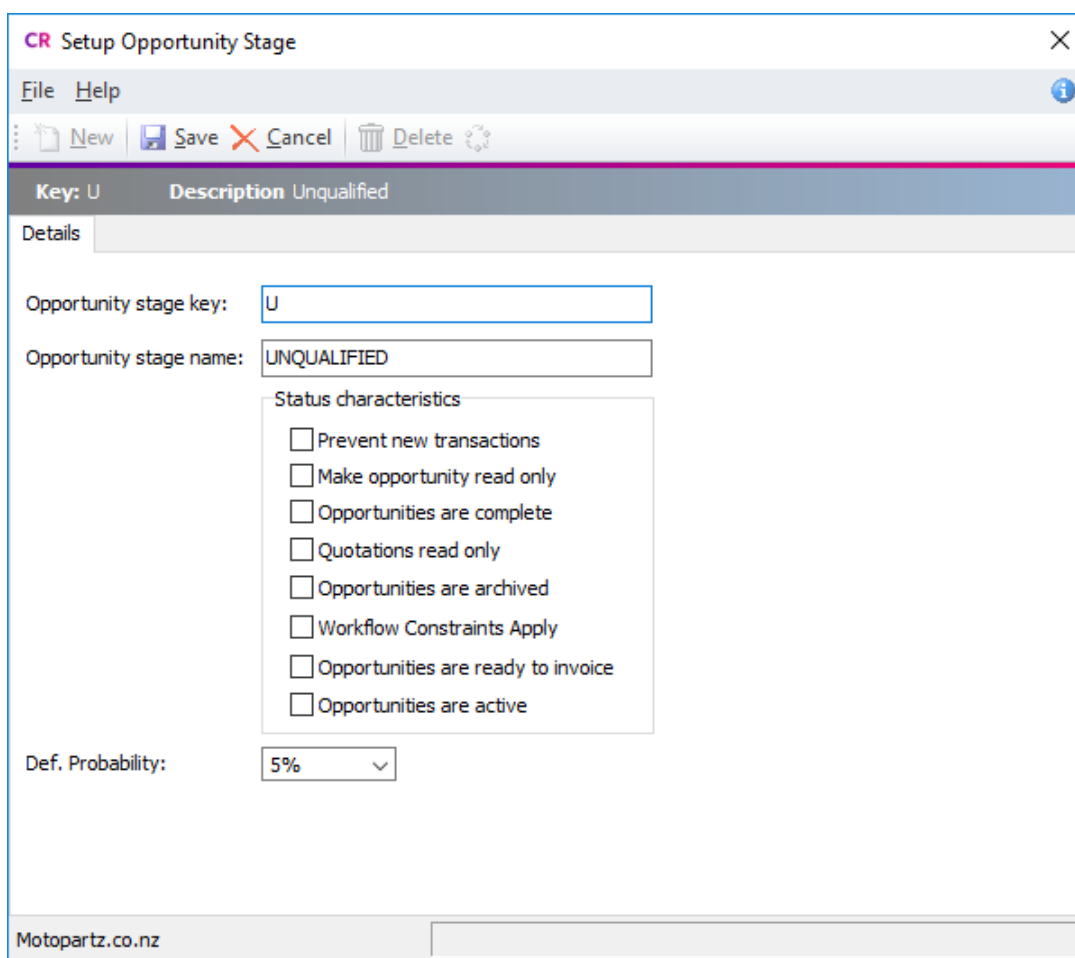 CR Setup Opportunity Stage
File Help
New Save Cancel Delete
Key: U Description Unqualified
Details
Opportunity stage key: U
Opportunity stage name: UNQUALIFIED
Status characteristics
Prevent new transactions
Make opportunity read only
Opportunities are complete
Quotations read only
Opportunities are archived
Workflow Constraints Apply
Opportunities are ready to invoice
Opportunities are active
Def. Probability: 5%
Motopartz.co.nz